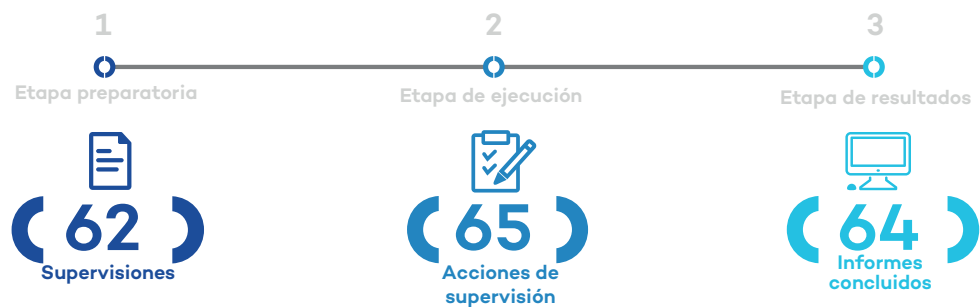 1
Etapa preparatoria
62
Supervisiones
2
Etapa de ejecución
65
Acciones de
supervisión
3
Etapa de resultados
64
Informes
concluidos